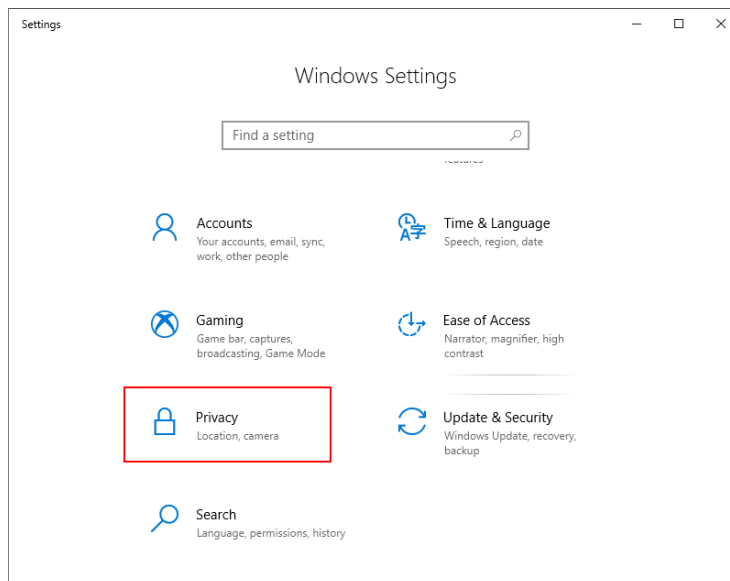 Settings
Windows Settings
Find a setting
features
Accounts
Your accounts, email, sync,
work, other people
Time & Language
Speech, region, date
Gaming
Game bar, captures,
broadcasting, Game Mode
Ease of Access
Narrator, magnifier, high
contrast
Privacy
Location, camera
Update & Security
Windows Update, recovery,
backup
Search
Language, permissions, history